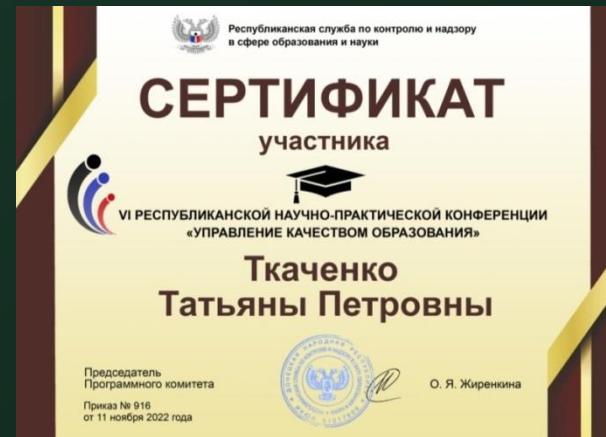 Республиканская служба по контролю и надзору
в сфере образования и науки
СЕРТИФИКАТ
участника
VI РЕСПУБЛИКАНСКОЙ НАУЧНО-ПРАКТИЧЕСКОЙ КОНФЕРЕНЦИИ
«УПРАВЛЕНИЕ КАЧЕСТВОМ ОБРАЗОВАНИЯ»
Ткаченко
Татьяны Петровны
Председатель
Программного комитета
О. Я. Жиренкина
Приказ № 916
от 11 ноября 2022 года